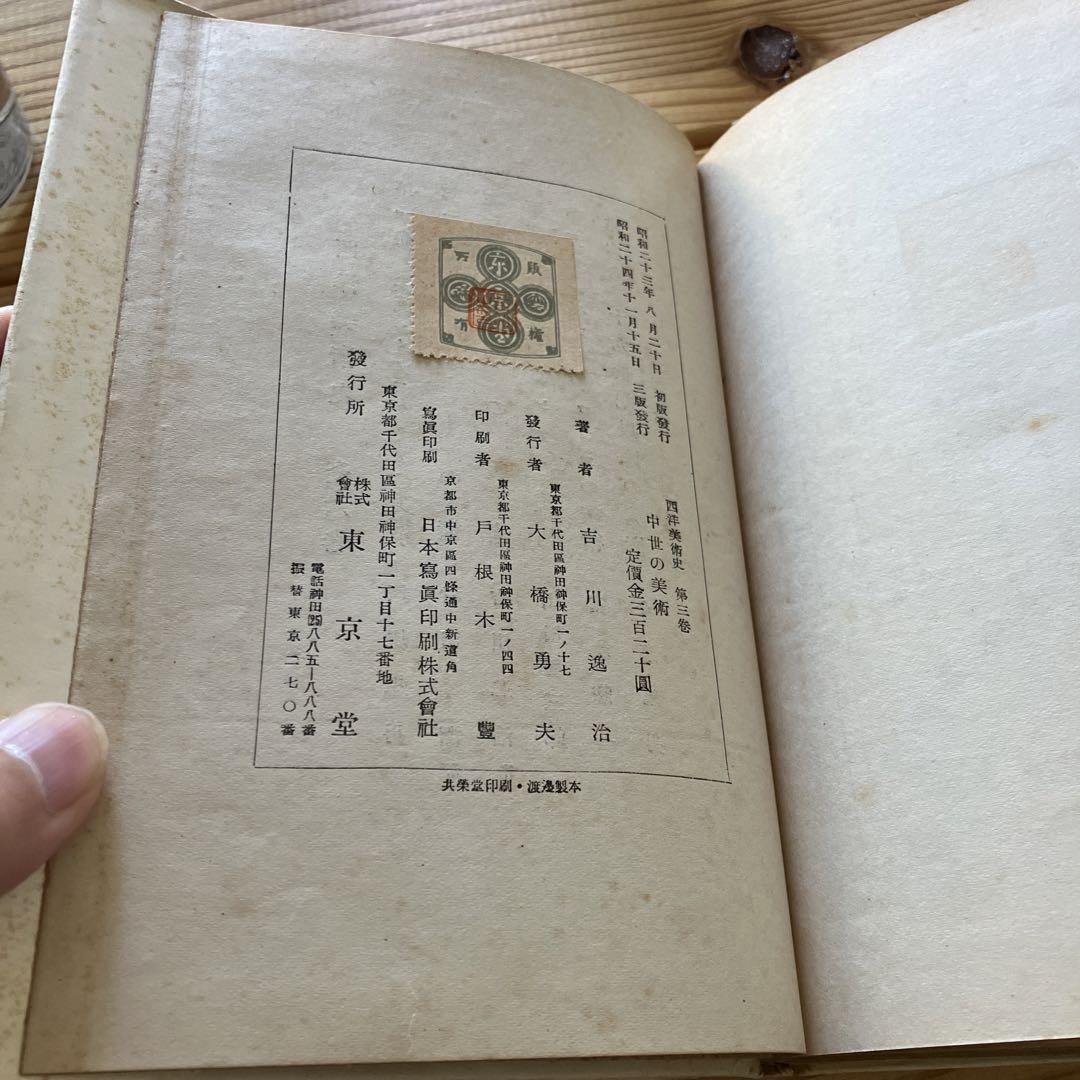 昭和二十三年 八 月二十日 初版發行
昭和二十四年十一月十五日 三版發行
西洋美術史 第三卷
中世の美術
定價金三百二十圓
著者 吉川逸治
東京都千代田區神田神保町一ノ十七
發行者 大橋勇夫
東京都千代田區神田神保町一ノ四四
印刷者 戶根木豐
京都市中京區四條通中新道角
寫眞印刷 日本寫眞印刷株式會社
東京都千代田區神田神保町一丁目十七番地
發行所 株式會社 東京堂
電話神田(25)八八五一八八八番
振替東京二七〇番
共榮堂印刷・渡邊製本
版權